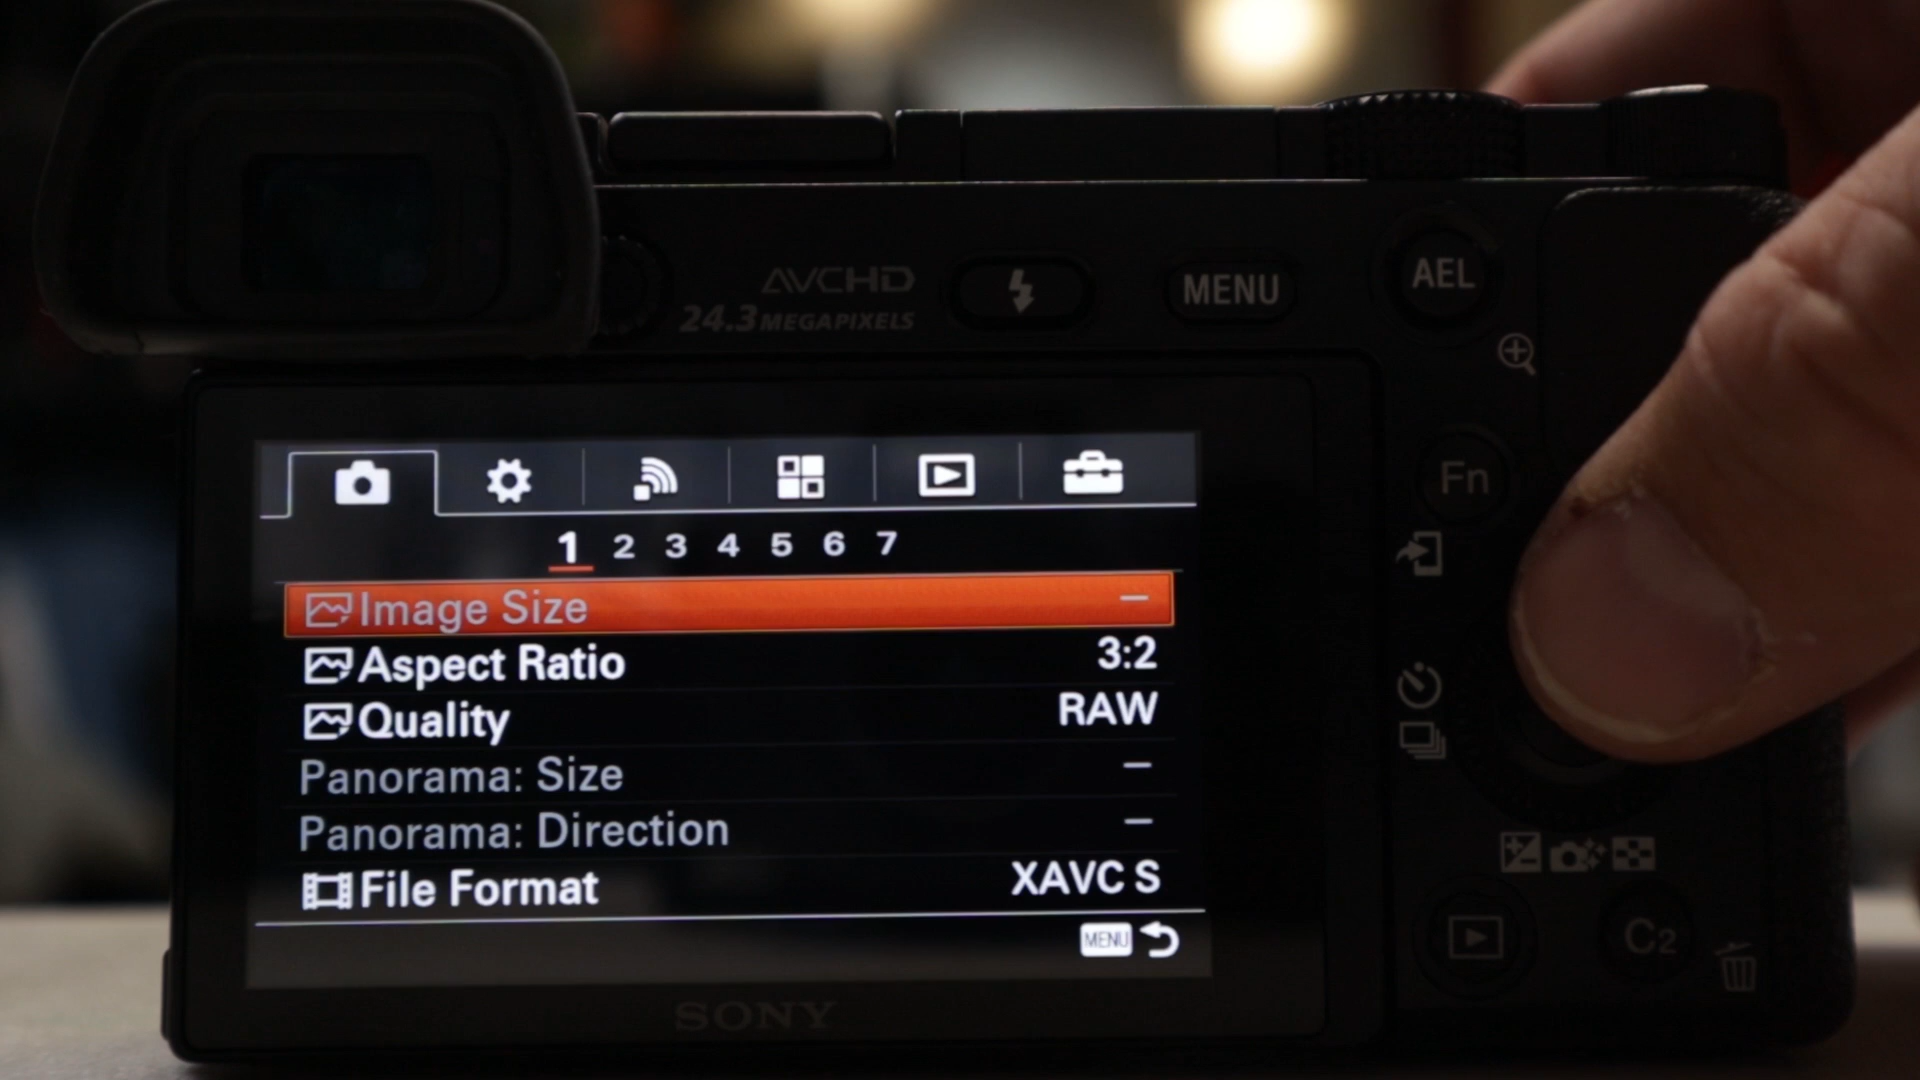 AVCHD
24.3 MEGAPIXELS
MENU
AEL
Fn
1 2 3 4 5 6 7
Image Size –
Aspect Ratio 3:2
Quality RAW
Panorama: Size –
Panorama: Direction –
File Format XAVC S
MENU
C2
SONY